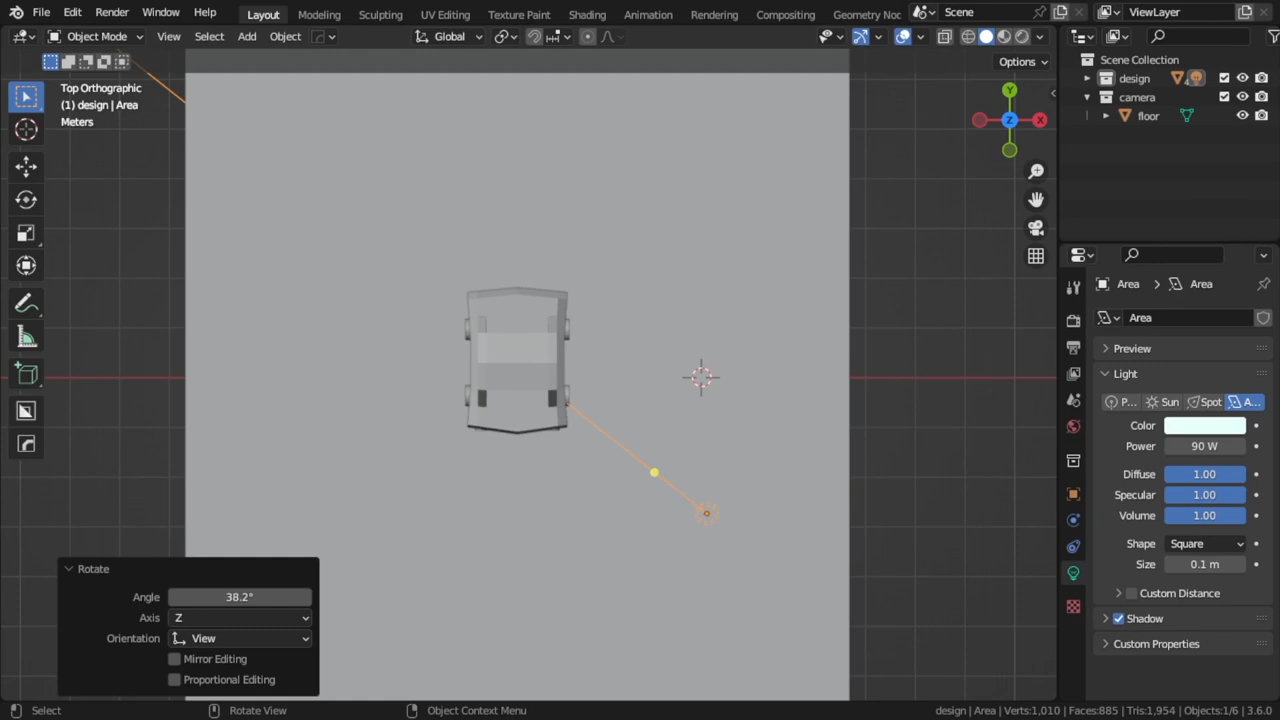 File Edit Render Window Help Layout Modeling Sculpting UV Editing Texture Paint Shading Animation Rendering Compositing Geometry Noc Scene ViewLayer
Object Mode View Select Add Object Global
Options
Top Orthographic
(1) design | Area
Meters
Y
X
Z
Scene Collection
design 4
camera
floor
Area Area
Area
Preview
Light
P... Sun Spot A...
Color
Power 90 W
Diffuse 1.00
Specular 1.00
Volume 1.00
Shape Square
Size 0.1 m
Custom Distance
Shadow
Custom Properties
Rotate
Angle 38.2°
Axis Z
Orientation View
Mirror Editing
Proportional Editing
Select Rotate View Object Context Menu design | Area | Verts:1,010 | Faces:885 | Tris:1,954 | Objects:1/6 | 3.6.0